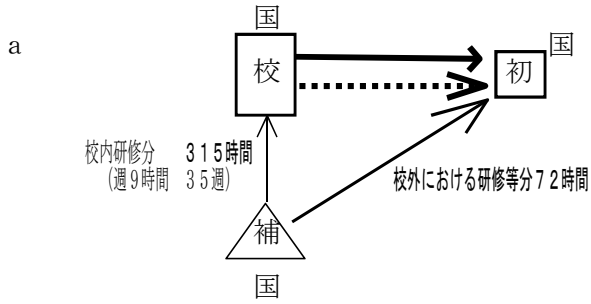 国
a
国
校
初
校内研修分　３１５時間
(週９時間　３５週)
校外における研修等分７２時間
補
国